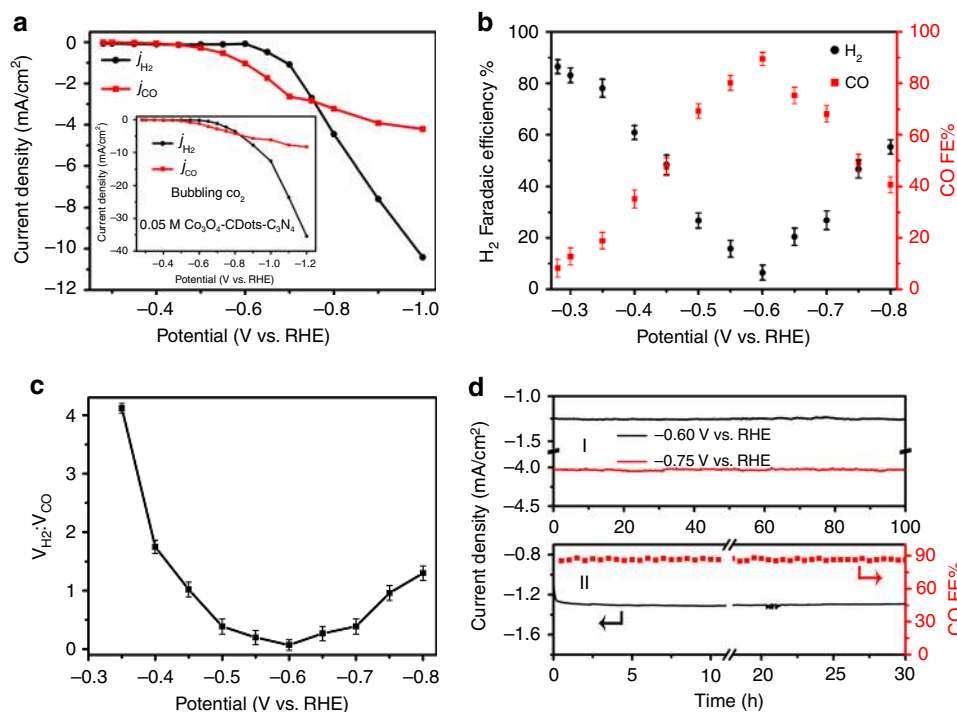 a
Current density (mA/cm²)
0
−2
−4
−6
−8
−10
−12
jH2
jCO
−0.4
−0.6
−0.8
−1.0
Potential (V vs. RHE)
Current density (mA/cm²)
0
−10
−20
−30
−40
jH2
jCO
Bubbling co₂
0.05 M Co₃O₄-CDots-C₃N₄
−0.4 −0.6 −0.8 −1.0 −1.2
Potential (V vs. RHE)
b
H₂ Faradaic efficiency %
100
80
60
40
20
0
H₂
CO
100
80
60
40
20
0
CO FE%
−0.3 −0.4 −0.5 −0.6 −0.7 −0.8
Potential (V vs. RHE)
c
VH2:VCO
4
3
2
1
0
−0.3 −0.4 −0.5 −0.6 −0.7 −0.8
Potential (V vs. RHE)
d
Current density (mA/cm²)
−1.0
−1.5
−4.0
−4.5
I
−0.60 V vs. RHE
−0.75 V vs. RHE
0 20 40 60 80 100
−0.8
−1.2
−1.6
II
90
60
30
0
CO FE%
0 5 10 20 25 30
Time (h)